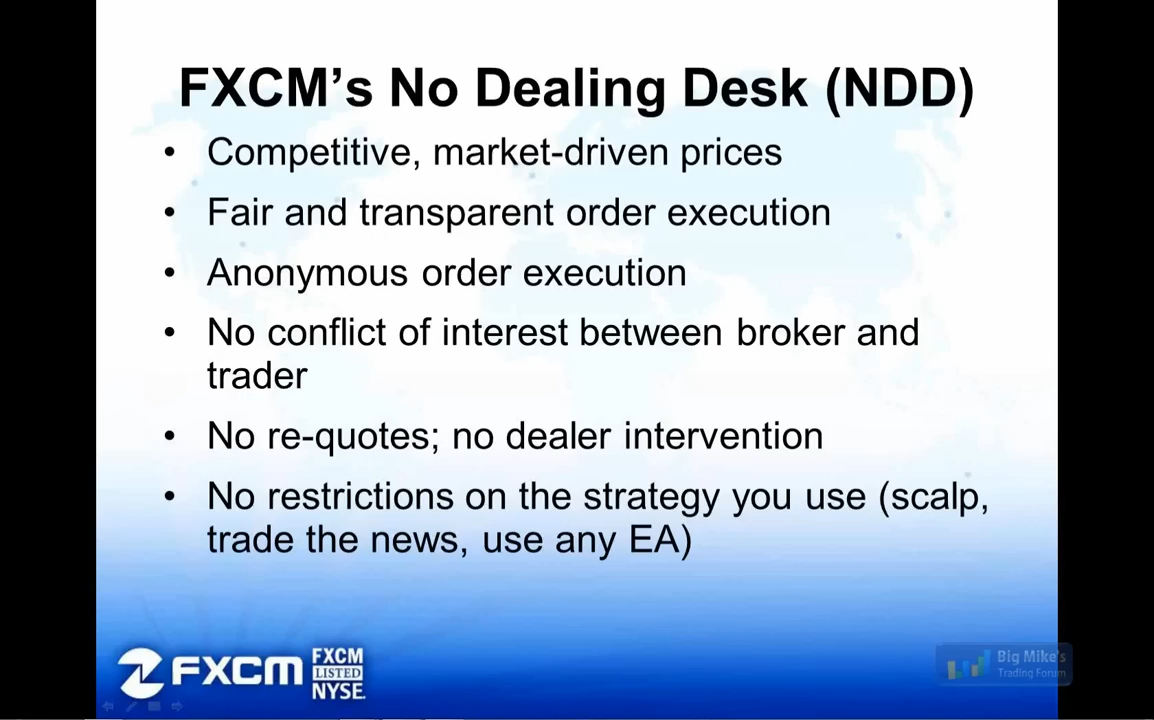 FXCM's No Dealing Desk (NDD)
• Competitive, market-driven prices
• Fair and transparent order execution
• Anonymous order execution
• No conflict of interest between broker and
trader
• No re-quotes; no dealer intervention
• No restrictions on the strategy you use (scalp,
trade the news, use any EA)
FXCM
FXCM
LISTED
NYSE.
Big Mike's
Trading Forum